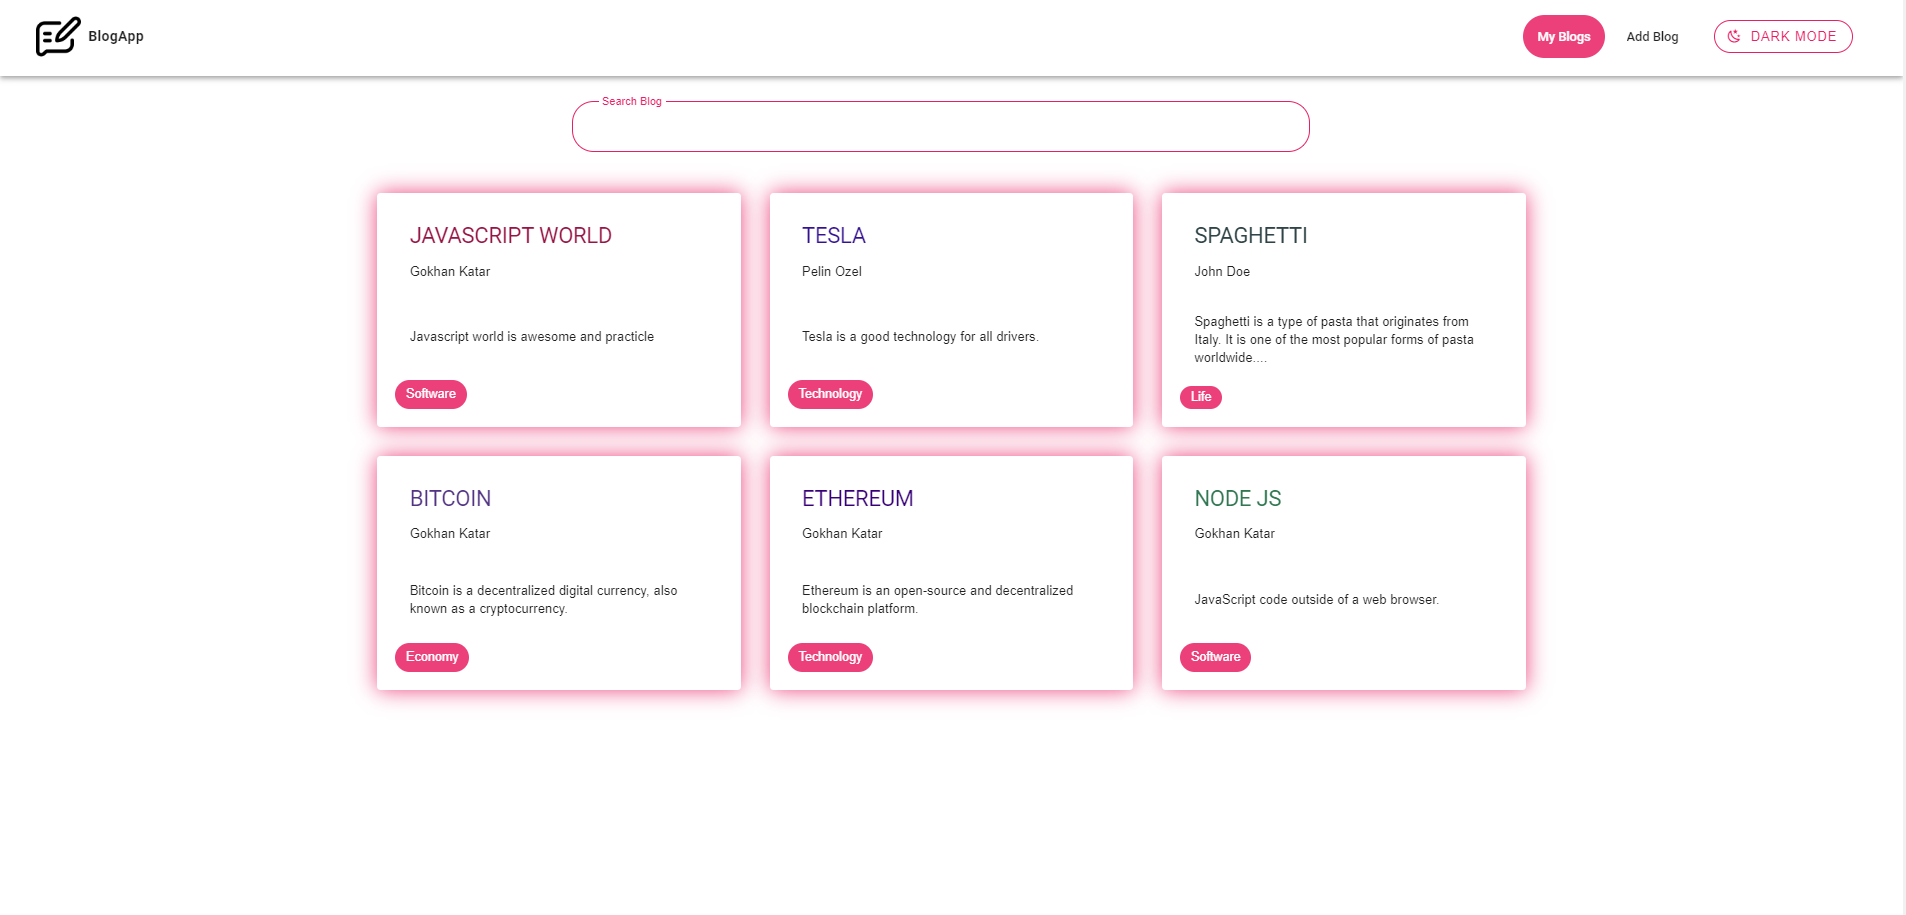 BlogApp
My Blogs
Add Blog
DARK MODE
Search Blog
JAVASCRIPT WORLD
Gokhan Katar
Javascript world is awesome and practicle
Software
TESLA
Pelin Ozel
Tesla is a good technology for all drivers.
Technology
SPAGHETTI
John Doe
Spaghetti is a type of pasta that originates from
Italy. It is one of the most popular forms of pasta
worldwide....
Life
BITCOIN
Gokhan Katar
Bitcoin is a decentralized digital currency, also
known as a cryptocurrency.
Economy
ETHEREUM
Gokhan Katar
Ethereum is an open-source and decentralized
blockchain platform.
Technology
NODE JS
Gokhan Katar
JavaScript code outside of a web browser.
Software